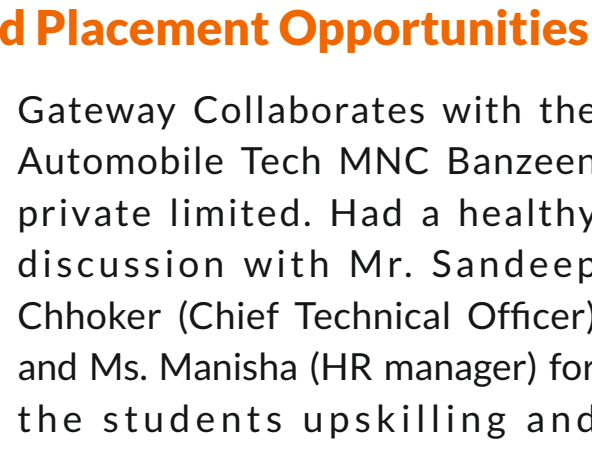 d Placement Opportunities
Gateway Collaborates with the
Automobile Tech MNC Banzeen
private limited. Had a healthy
discussion with Mr. Sandeep
Chhoker (Chief Technical Officer)
and Ms. Manisha (HR manager) for
the students upskilling and